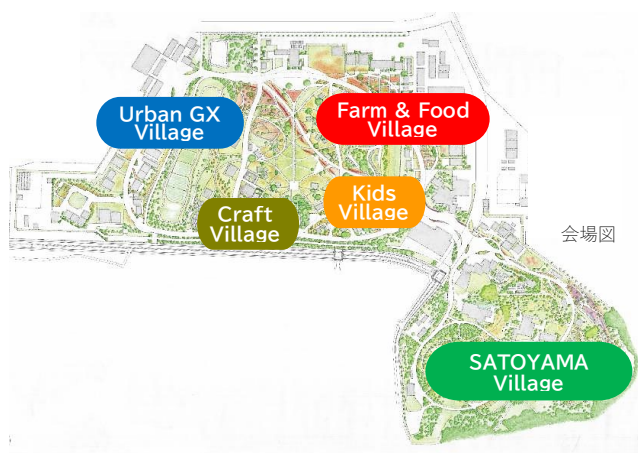 Urban GX
Village
Farm & Food
Village
Craft
Village
Kids
Village
会場図
SATOYAMA
Village